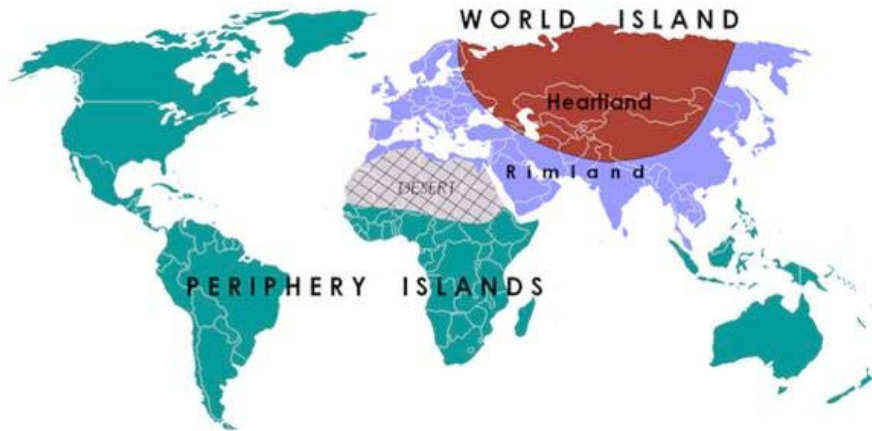 WORLD ISLAND
Heartland
Rimland
DESERT
PERIPHERY ISLANDS